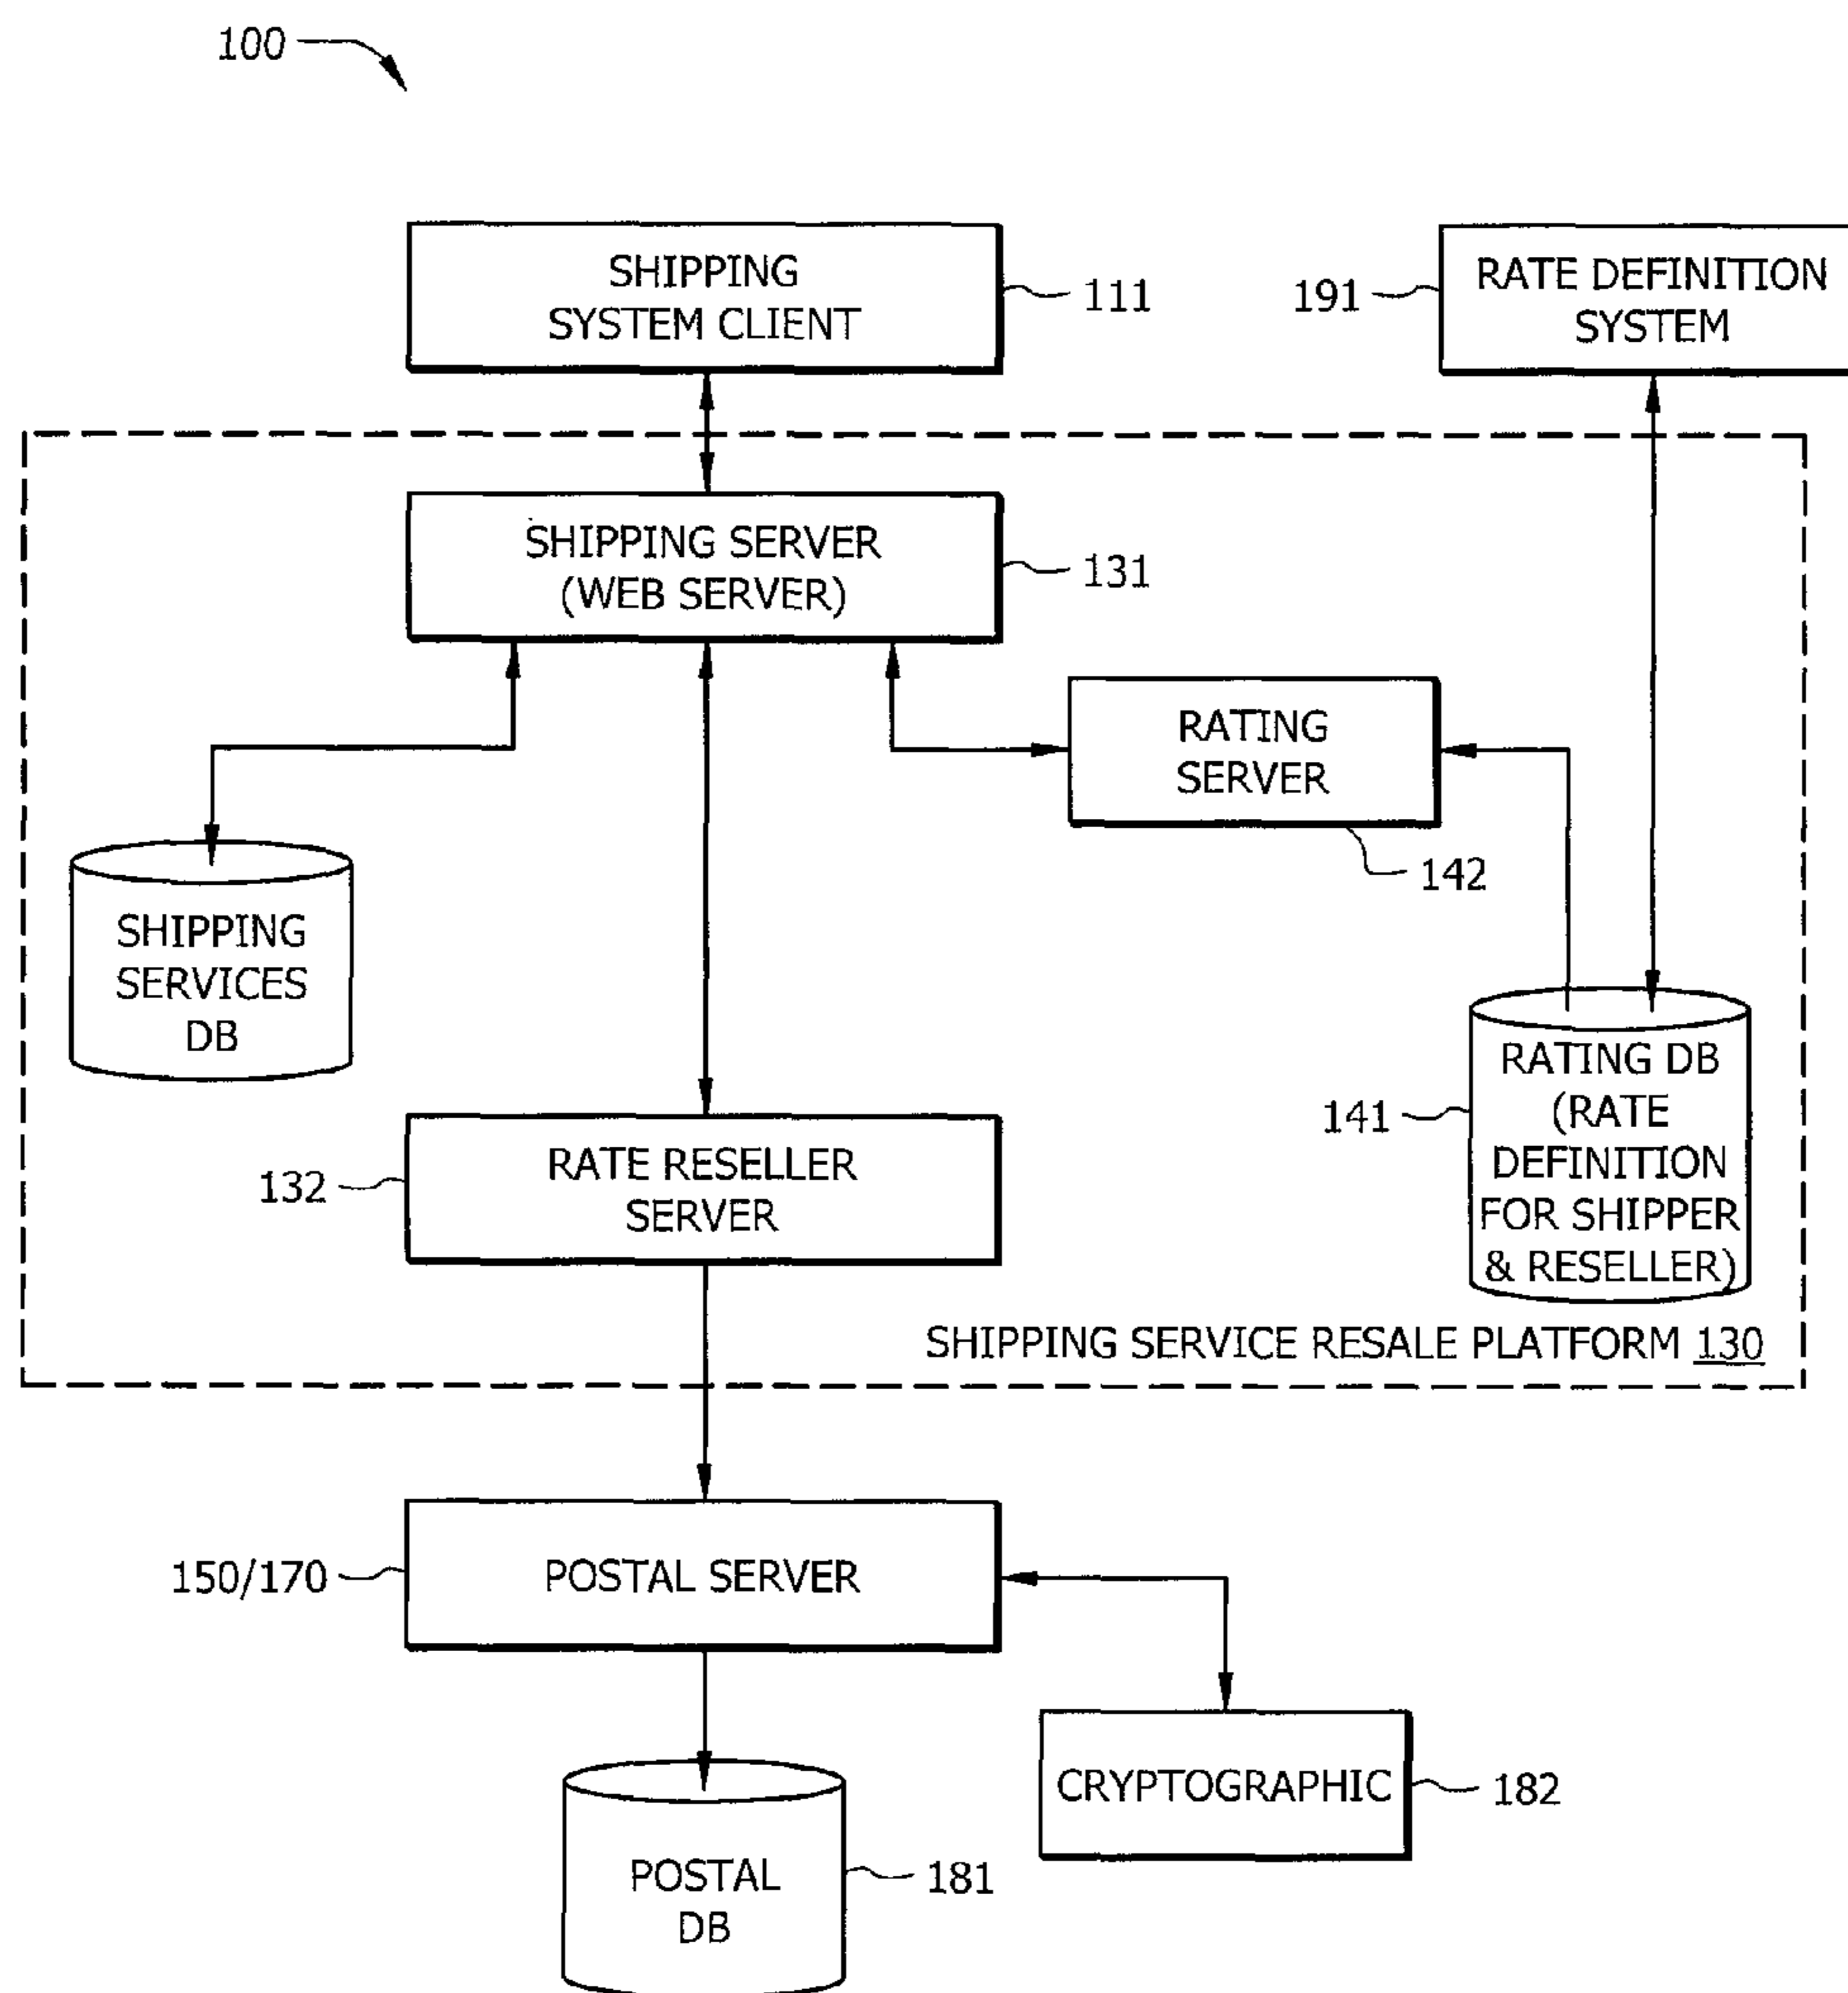 100
SHIPPING
SYSTEM CLIENT
111
191
RATE DEFINITION
SYSTEM
SHIPPING SERVER
(WEB SERVER)
131
RATING
SERVER
142
SHIPPING
SERVICES
DB
RATING DB
(RATE
DEFINITION
FOR SHIPPER
& RESELLER)
141
132
RATE RESELLER
SERVER
SHIPPING SERVICE RESALE PLATFORM 130
150/170
POSTAL SERVER
CRYPTOGRAPHIC
182
POSTAL
DB
181